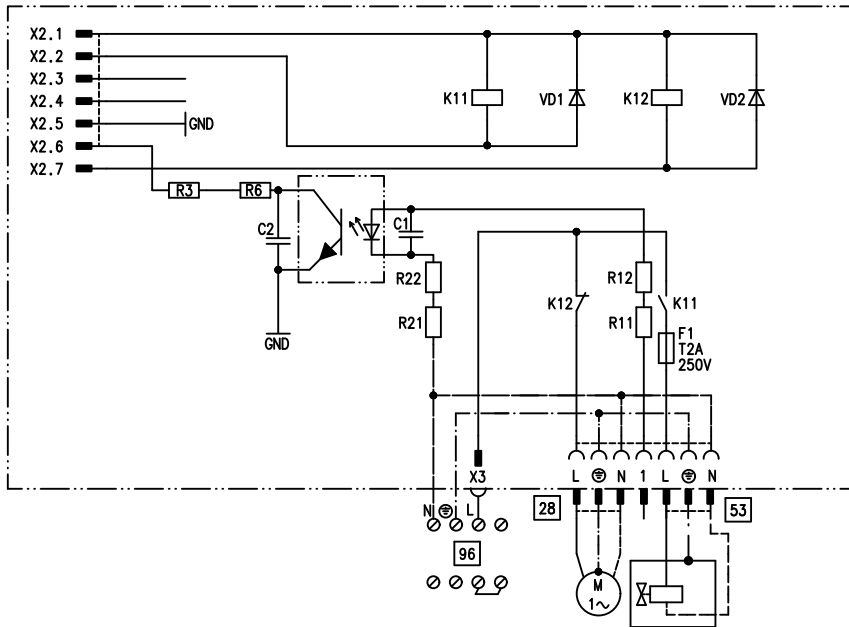 X2.1
X2.2
X2.3
X2.4
X2.5
GND
X2.6
X2.7
K11
VD1
K12
VD2
R3
R6
C2
C1
R22
R21
GND
K12
R12
R11
K11
F1
T2A
250V
X3
L
N
1
L
N
N
L
28
53
96
M
1~